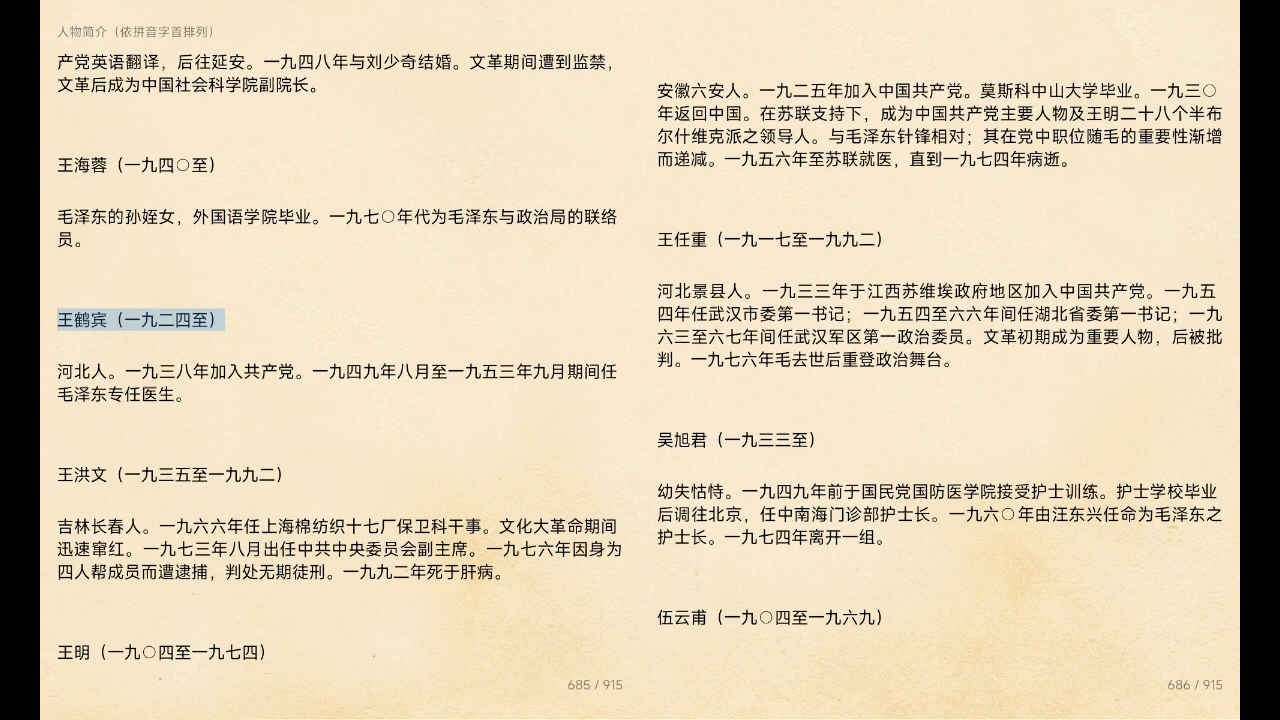 人物简介（依拼音字首排列）
产党英语翻译，后往延安。一九四八年与刘少奇结婚。文革期间遭到监禁，
文革后成为中国社会科学院副院长。
王海蓉（一九四〇至）
毛泽东的孙姪女，外国语学院毕业。一九七〇年代为毛泽东与政治局的联络
员。
王鹤宾（一九二四至）
河北人。一九三八年加入共产党。一九四九年八月至一九五三年九月期间任
毛泽东专任医生。
王洪文（一九三五至一九九二）
吉林长春人。一九六六年任上海棉纺织十七厂保卫科干事。文化大革命期间
迅速窜红。一九七三年八月出任中共中央委员会副主席。一九七六年因身为
四人帮成员而遭逮捕，判处无期徒刑。一九九二年死于肝病。
王明（一九〇四至一九七四）
685 / 915
安徽六安人。一九二五年加入中国共产党。莫斯科中山大学毕业。一九三〇
年返回中国。在苏联支持下，成为中国共产党主要人物及王明二十八个半布
尔什维克派之领导人。与毛泽东针锋相对；其在党中职位随毛的重要性渐增
而递减。一九五六年至苏联就医，直到一九七四年病逝。
王任重（一九一七至一九九二）
河北景县人。一九三三年于江西苏维埃政府地区加入中国共产党。一九五
四年任武汉市委第一书记；一九五四至六六年间任湖北省委第一书记；一九
六三至六七年间任武汉军区第一政治委员。文革初期成为重要人物，后被批
判。一九七六年毛去世后重登政治舞台。
吴旭君（一九三三至）
幼失怙恃。一九四九年前于国民党国防医学院接受护士训练。护士学校毕业
后调往北京，任中南海门诊部护士长。一九六〇年由汪东兴任命为毛泽东之
护士长。一九七四年离开一组。
伍云甫（一九〇四至一九六九）
686 / 915